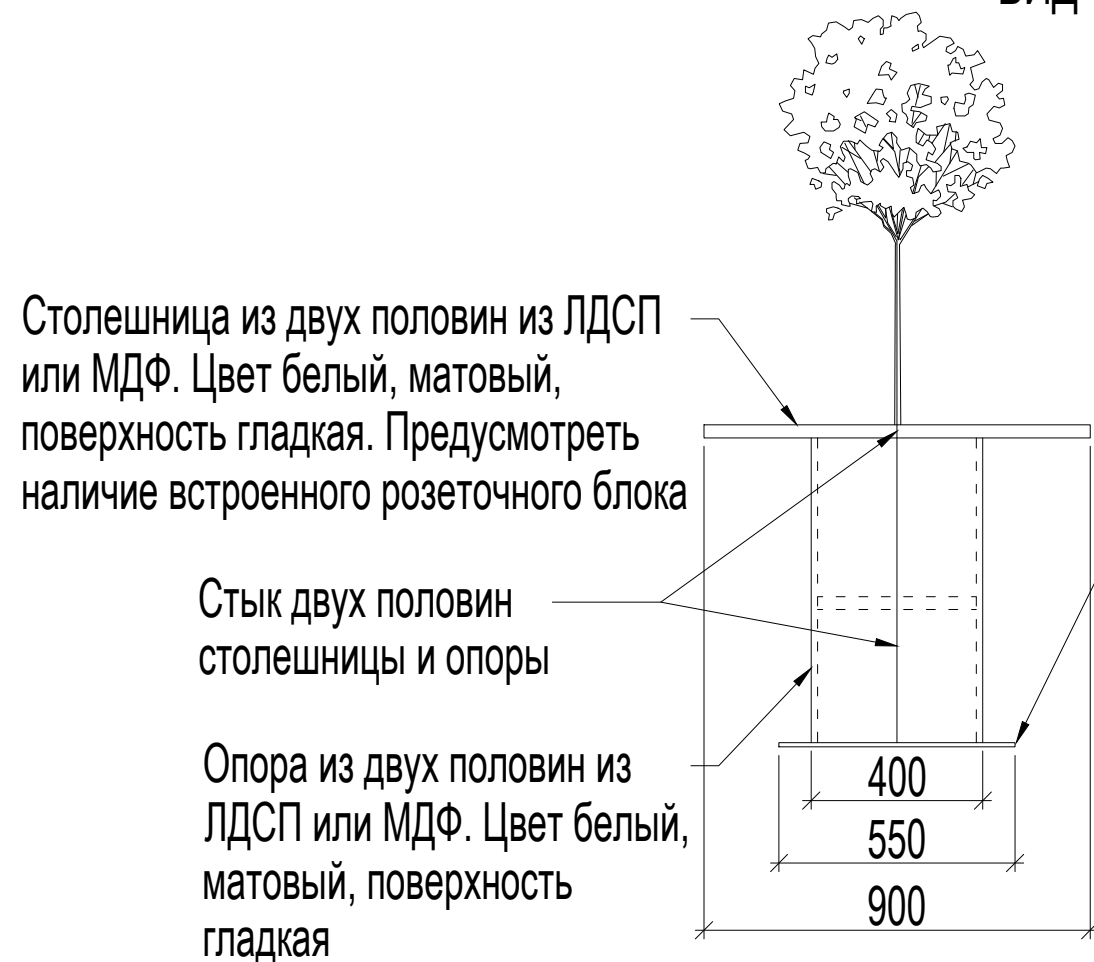 Столешница из двух половин из ЛДСП
или МДФ. Цвет белый, матовый,
поверхность гладкая. Предусмотреть
наличие встроенного розеточного блока
Стык двух половин
столешницы и опоры
Опора из двух половин из
ЛДСП или МДФ. Цвет белый,
матовый, поверхность
гладкая
400
550
900